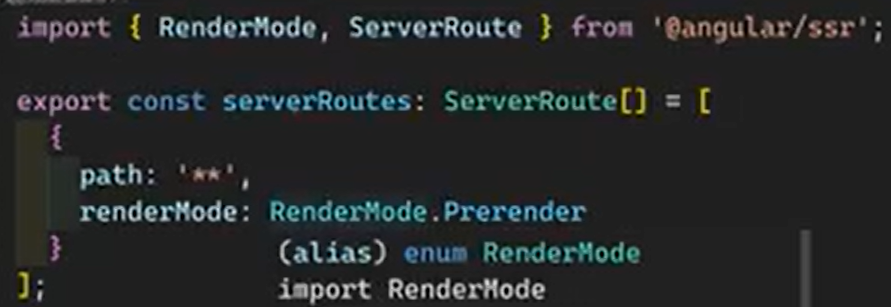 import { RenderMode, ServerRoute } from '@angular/ssr';
export const serverRoutes: ServerRoute[] = [
{
path: '**',
renderMode: RenderMode.Prerender
}
(alias) enum RenderMode
];
import RenderMode